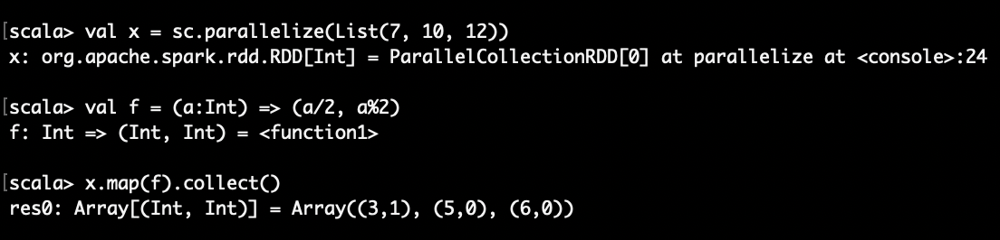 [scala> val x = sc.parallelize(List(7, 10, 12))
x: org.apache.spark.rdd.RDD[Int] = ParallelCollectionRDD[0] at parallelize at <console>:24
[scala> val f = (a:Int) => (a/2, a%2)
f: Int => (Int, Int) = <function1>
[scala> x.map(f).collect()
res0: Array[(Int, Int)] = Array((3,1), (5,0), (6,0))